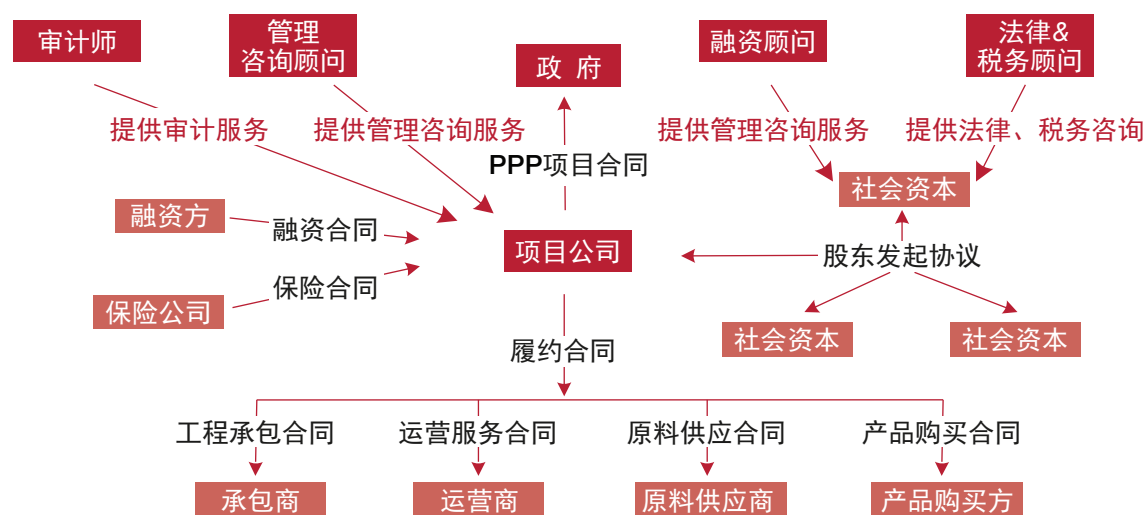 审计师
管理
咨询顾问
政 府
融资顾问
法律&
税务顾问
提供审计服务
提供管理咨询服务
提供管理咨询服务
提供法律、税务咨询
PPP项目合同
社会资本
融资方
融资合同
项目公司
股东发起协议
保险合同
保险公司
社会资本
社会资本
履约合同
工程承包合同
运营服务合同
原料供应合同
产品购买合同
承包商
运营商
原料供应商
产品购买方